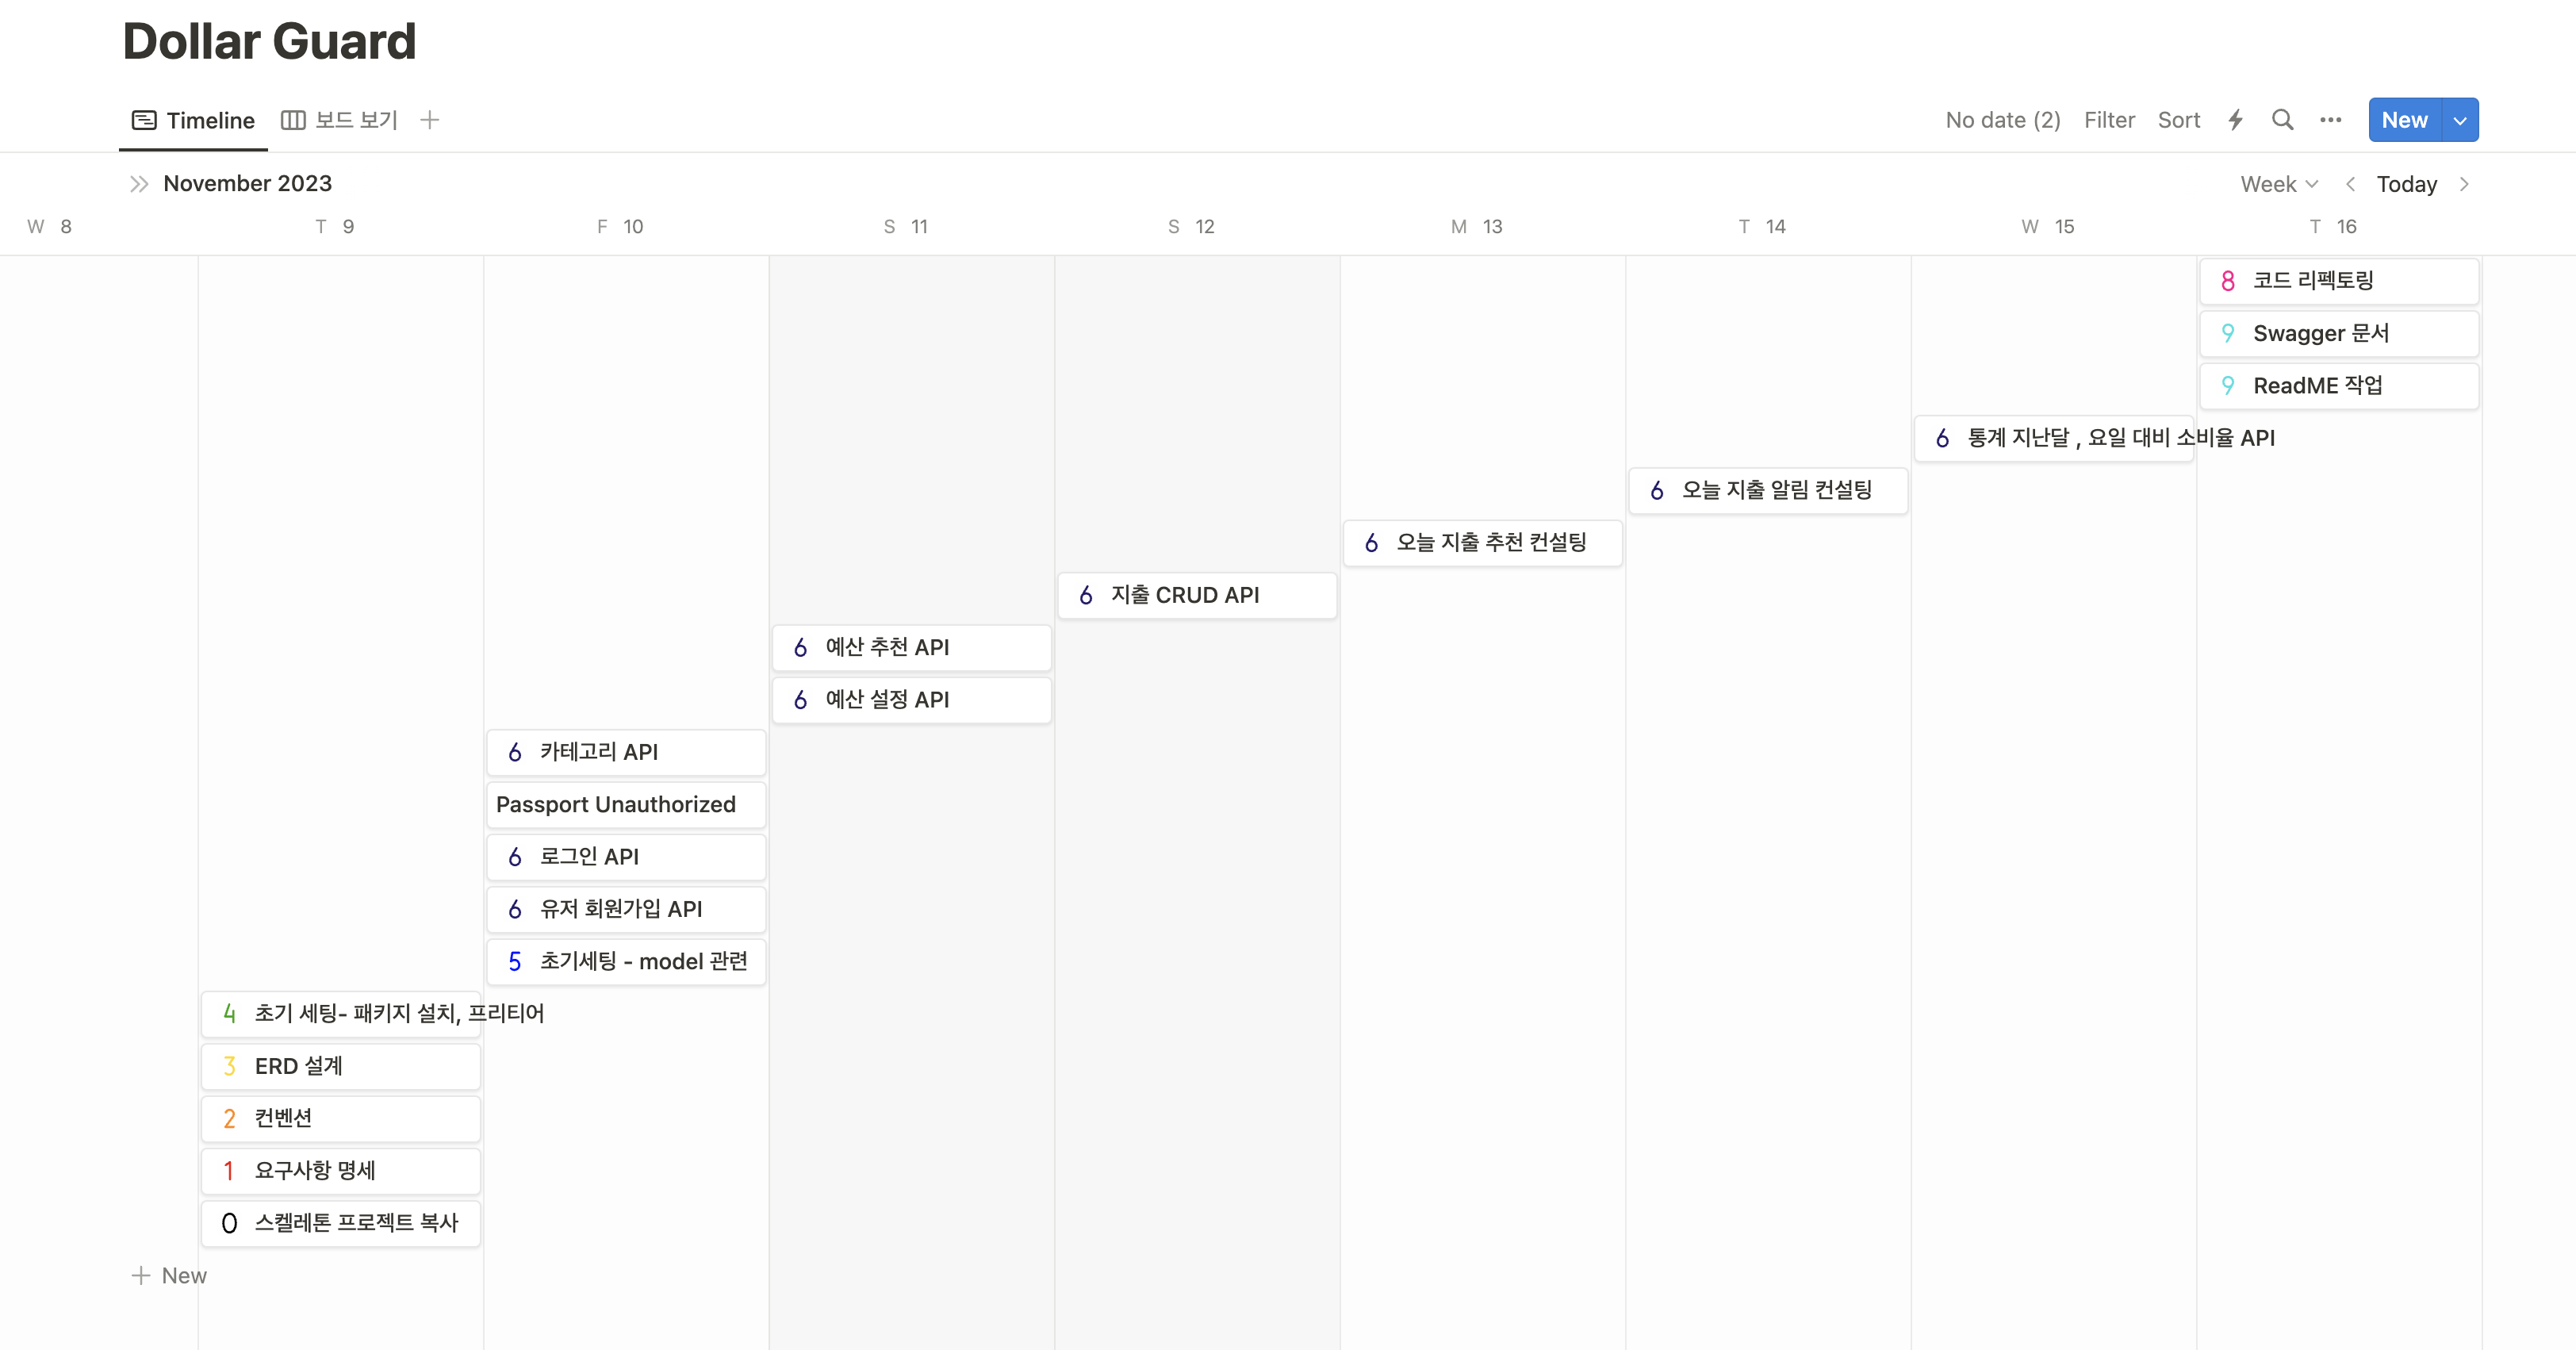 Dollar Guard
Timeline 보드 보기
No date (2) Filter Sort New
November 2023
Week Today
W 8 T 9 F 10 S 11 S 12 M 13 T 14 W 15 T 16
8 코드 리펙토링
9 Swagger 문서
9 ReadME 작업
6 통계 지난달 , 요일 대비 소비율 API
6 오늘 지출 알림 컨설팅
6 오늘 지출 추천 컨설팅
6 지출 CRUD API
6 예산 추천 API
6 예산 설정 API
6 카테고리 API
Passport Unauthorized
6 로그인 API
6 유저 회원가입 API
5 초기세팅 - model 관련
4 초기 세팅- 패키지 설치, 프리티어
3 ERD 설계
2 컨벤션
1 요구사항 명세
0 스켈레톤 프로젝트 복사
New